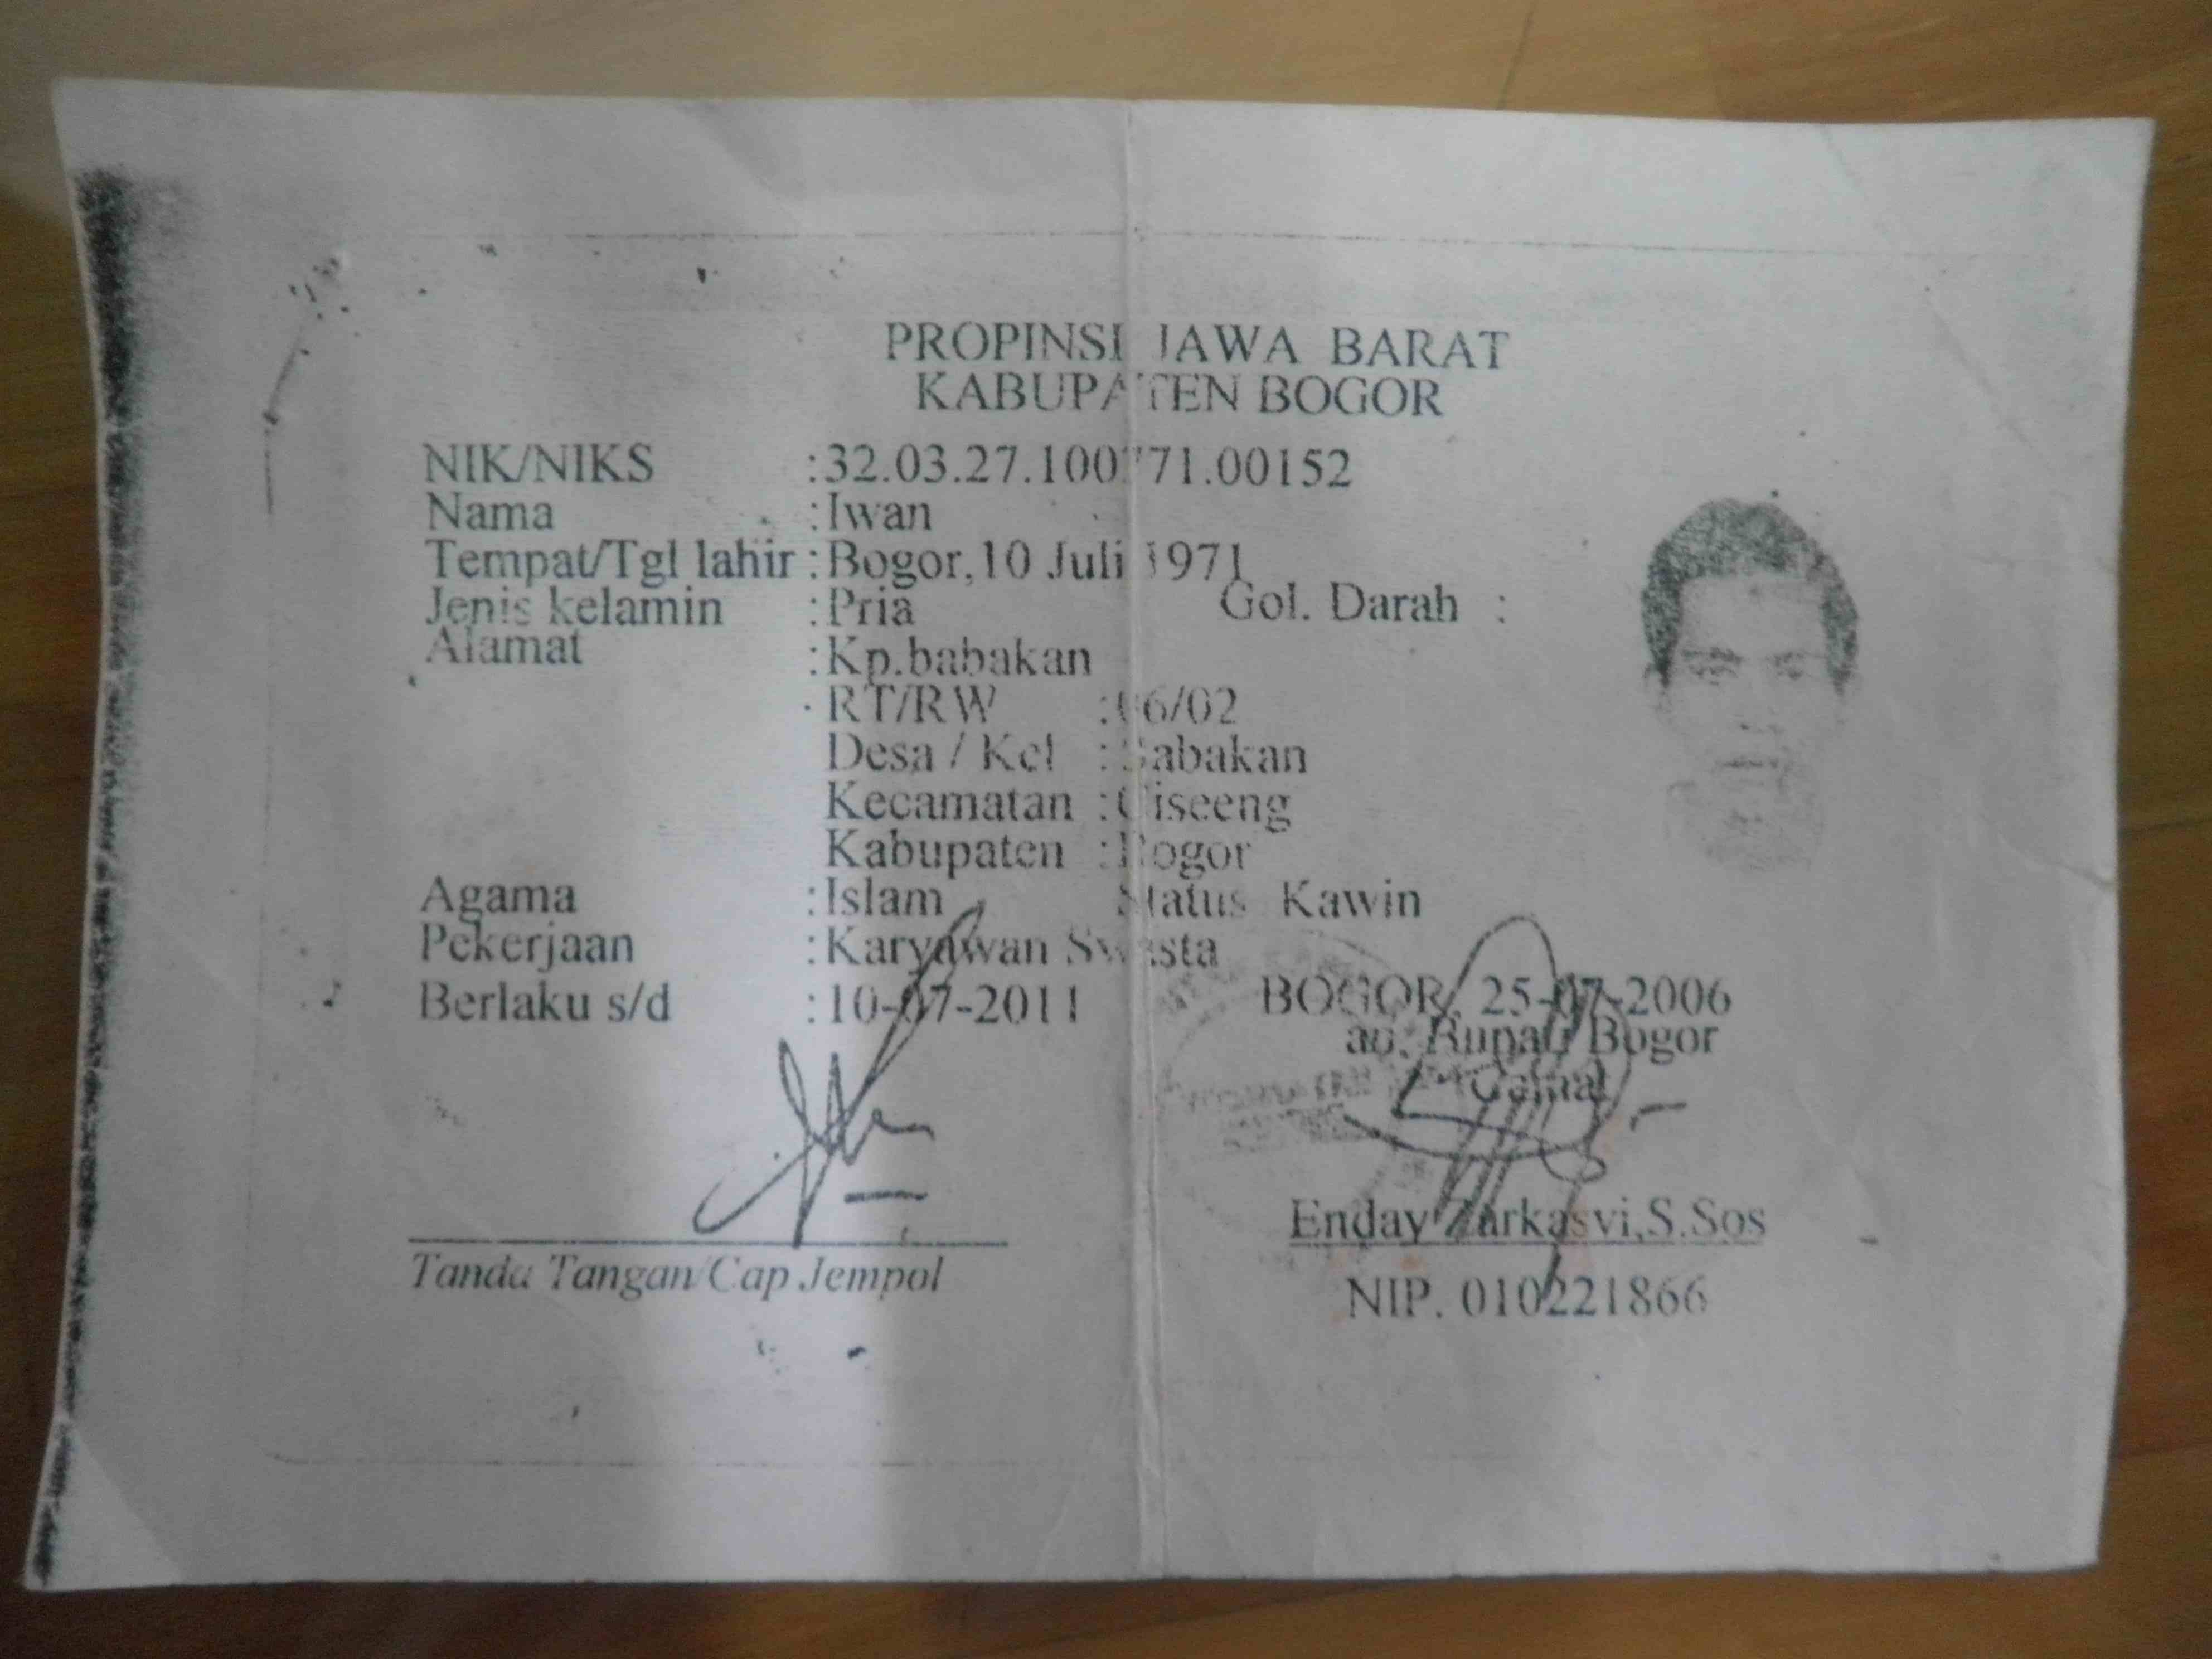 PROPINSI JAWA BARAT
KABUPATEN BOGOR
NIK/NIKS :32.03.27.100771.00152
Nama :Iwan
Tempat/Tgl lahir :Bogor,10 Juli 1971
Jenis kelamin :Pria Gol. Darah :
Alamat :Kp.babakan
RT/RW :06/02
Desa / Kel : Babakan
Kecamatan :Ciseeng
Kabupaten :Bogor
Agama :Islam Status Kawin
Pekerjaan :Karyawan Swasta
Berlaku s/d :10-07-2011
BOGOR, 25-07-2006
an. Bupati Bogor
Camat
Enday Zarkasyi,S.Sos
Tanda Tangan/Cap Jempol
NIP. 010221866